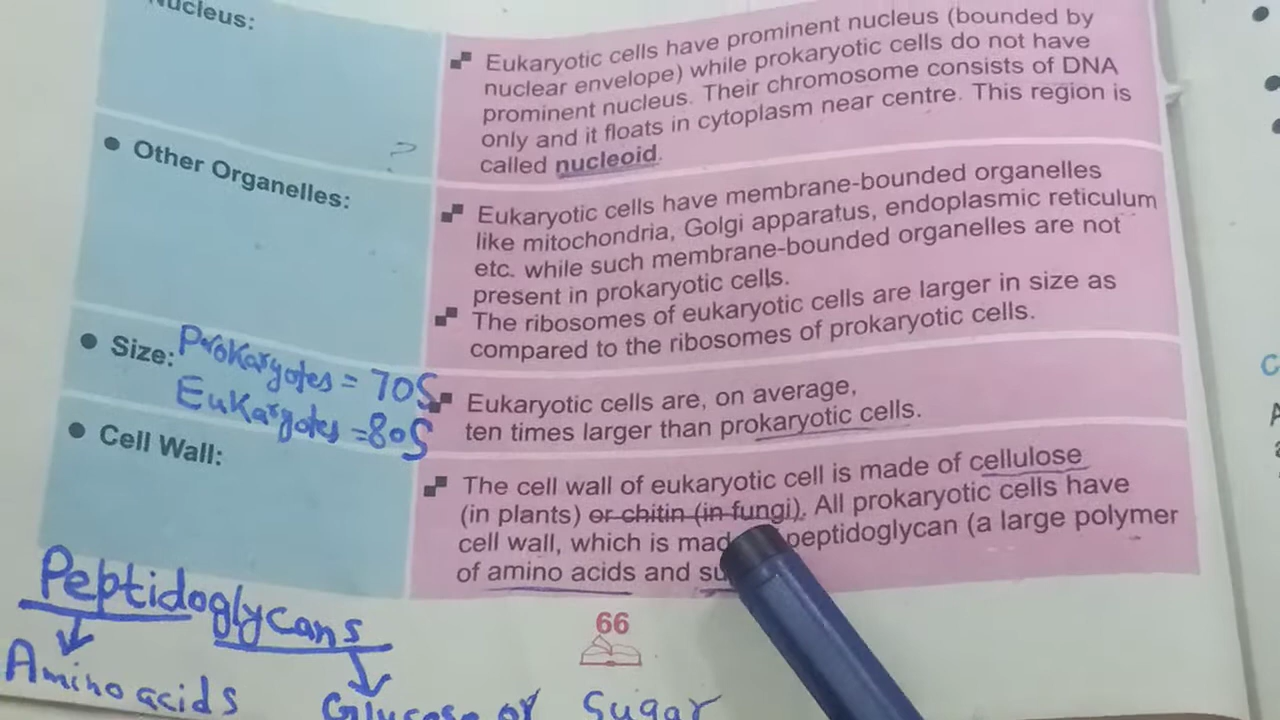 Nucleus:
Eukaryotic cells have prominent nucleus (bounded by
nuclear envelope) while prokaryotic cells do not have
prominent nucleus. Their chromosome consists of DNA
only and it floats in cytoplasm near centre. This region is
called nucleoid.
?
• Other Organelles:
Eukaryotic cells have membrane-bounded organelles
like mitochondria, Golgi apparatus, endoplasmic reticulum
etc. while such membrane-bounded organelles are not
present in prokaryotic cells.
The ribosomes of eukaryotic cells are larger in size as
compared to the ribosomes of prokaryotic cells.
• Size:
Prokaryotes = 70S
Eukaryotes = 80S
Eukaryotic cells are, on average,
ten times larger than prokaryotic cells.
• Cell Wall:
The cell wall of eukaryotic cell is made of cellulose
(in plants) or chitin (in fungi). All prokaryotic cells have
cell wall, which is peptidoglycan (a large polymer
of amino acids and
Peptidoglycans
Amino acids
Glucose or Sugar
66